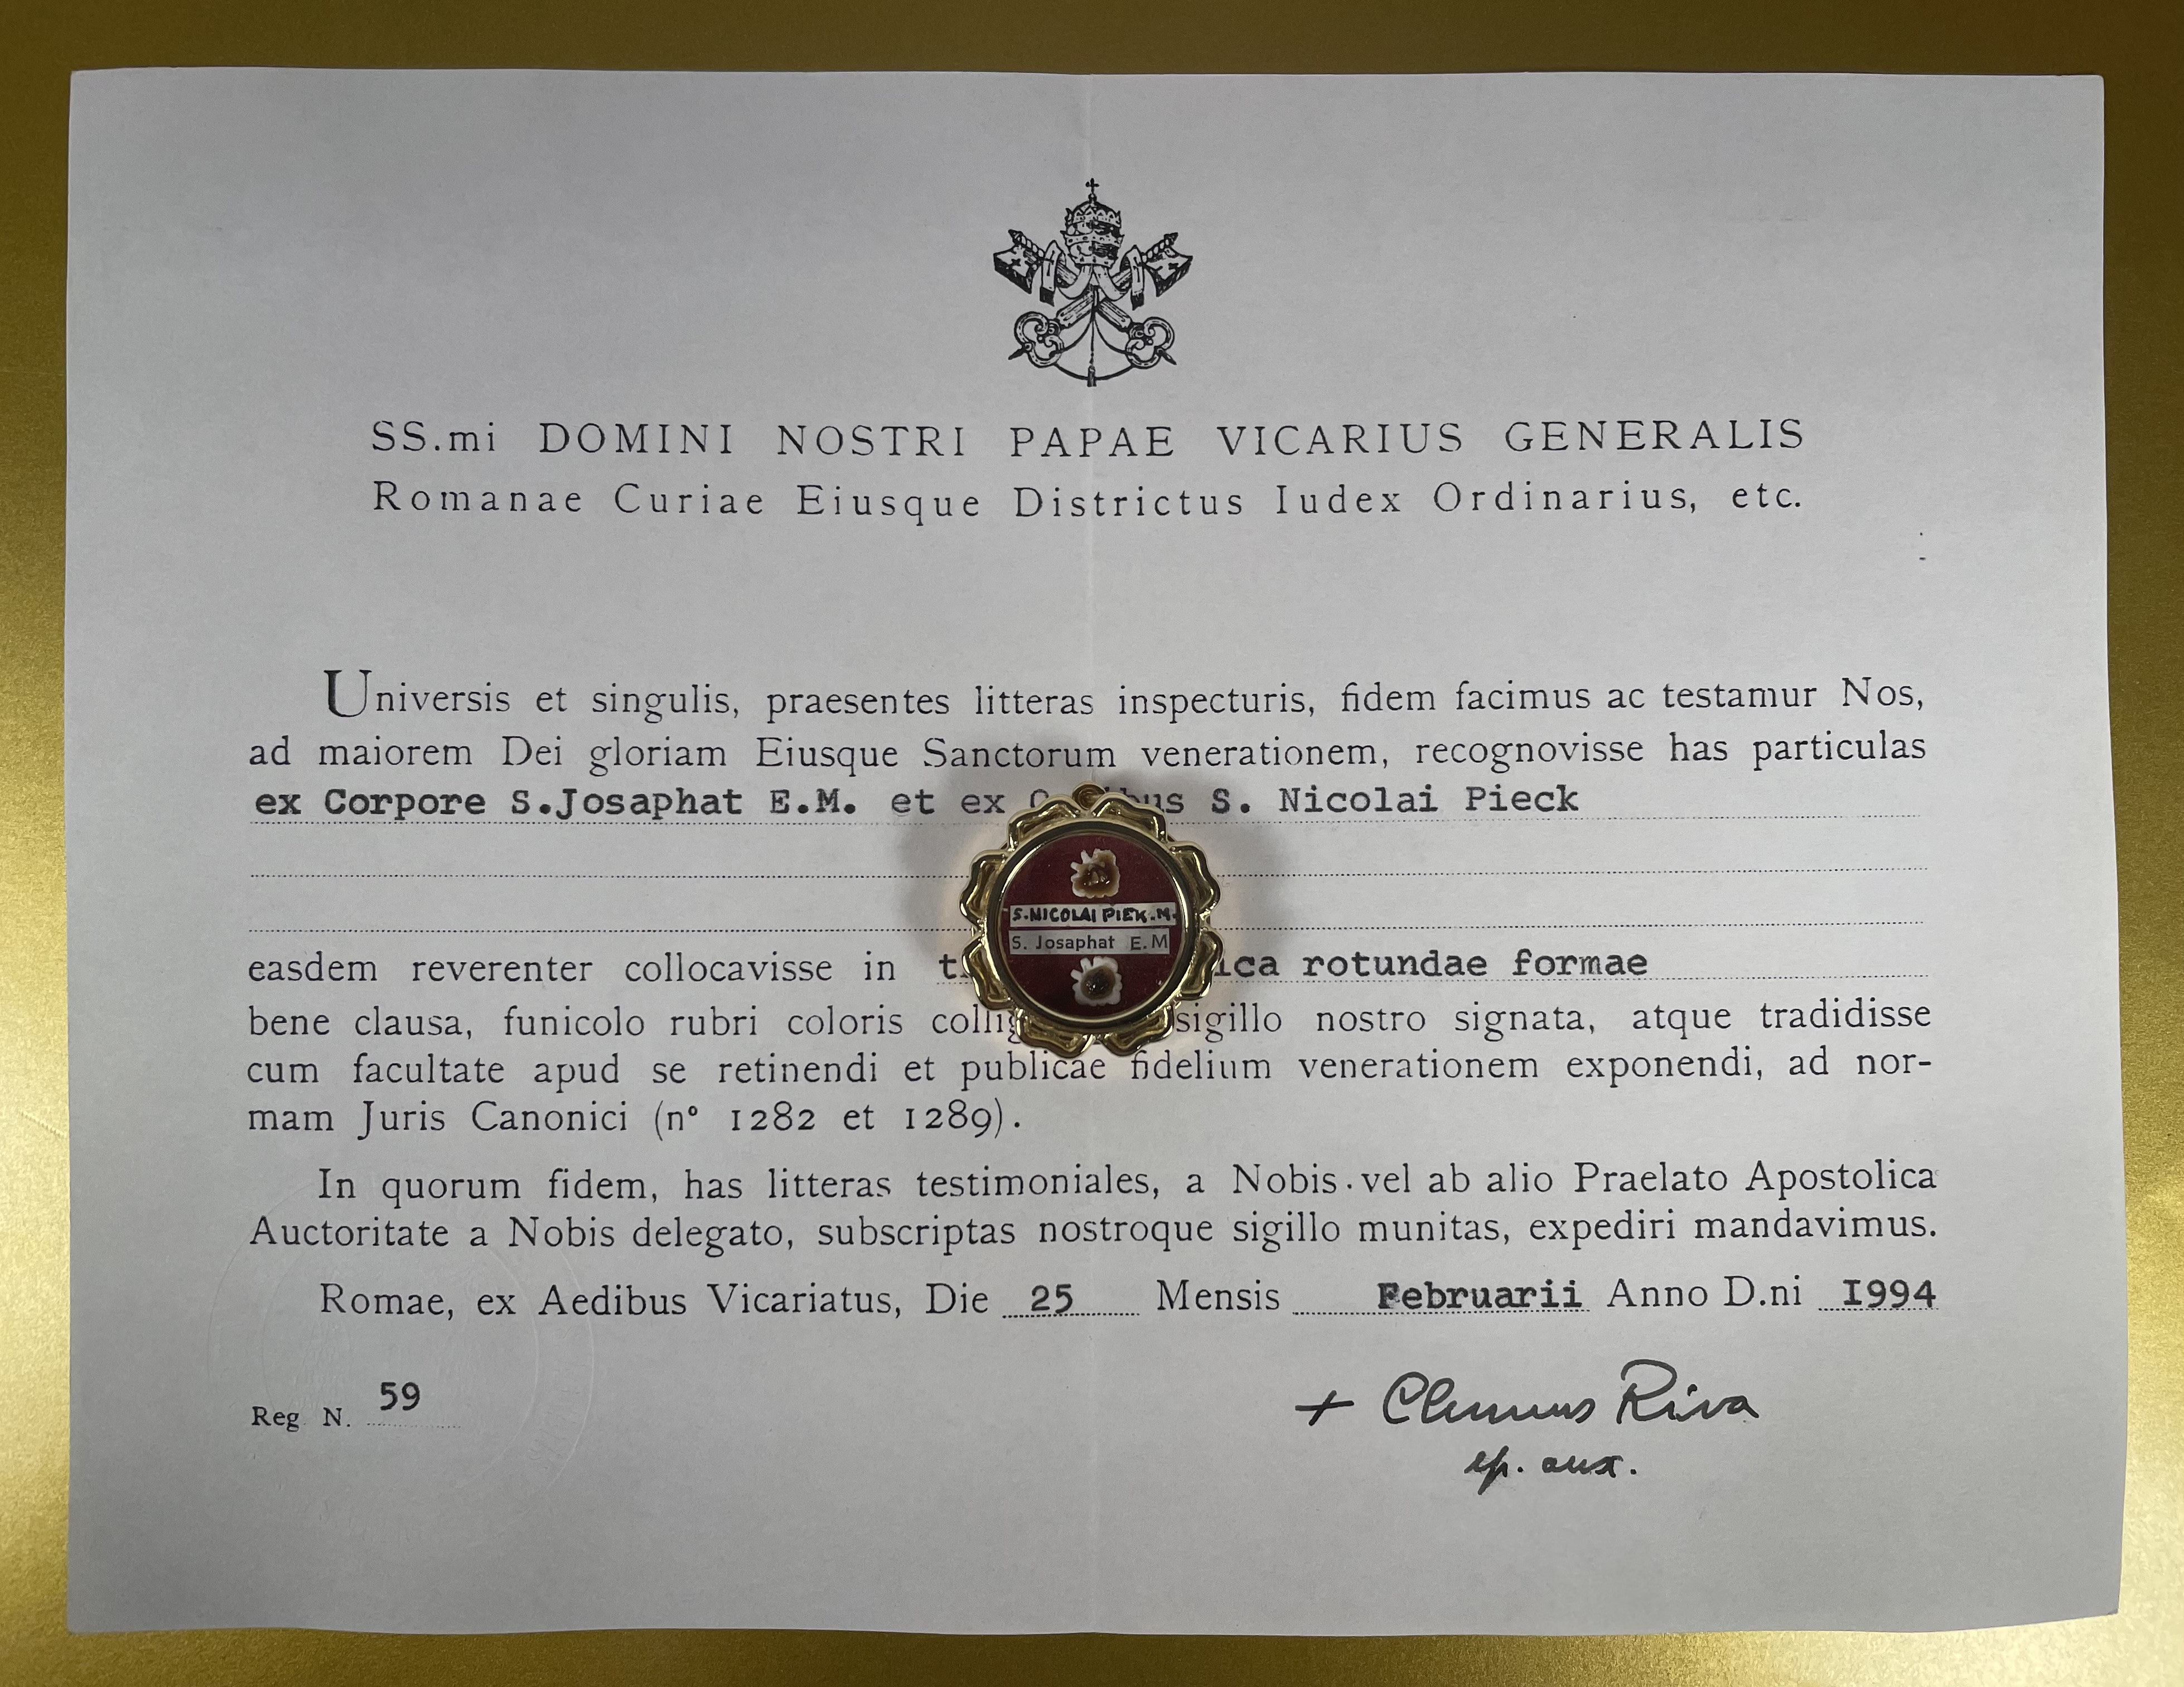 SS.mi DOMINI NOSTRI PAPAE VICARIUS GENERALIS
Romanae Curiae Eiusque Districtus Iudex Ordinarius, etc.
Universis et singulis, praesentes litteras inspecturis, fidem facimus ac testamur Nos,
ad maiorem Dei gloriam Eiusque Sanctorum venerationem, recognovisse has particulas
ex Corpore S.Josaphat E.M. et ex S. Nicolai Pieck
S.NICOLAI PIEK.M.
S. Josaphat E.M
easdem reverenter collocavisse in rotundae formae
bene clausa, funicolo rubri coloris sigillo nostro signata, atque tradidisse
cum facultate apud se retinendi et publicae fidelium venerationem exponendi, ad nor-
mam Juris Canonici (n° 1282 et 1289).
In quorum fidem, has litteras testimoniales, a Nobis vel ab alio Praelato Apostolica
Auctoritate a Nobis delegato, subscriptas nostroque sigillo munitas, expediri mandavimus.
Romae, ex Aedibus Vicariatus, Die 25 Mensis Februarii Anno D.ni 1994
Reg N. 59
+ Clemens Riva
ep. aux.